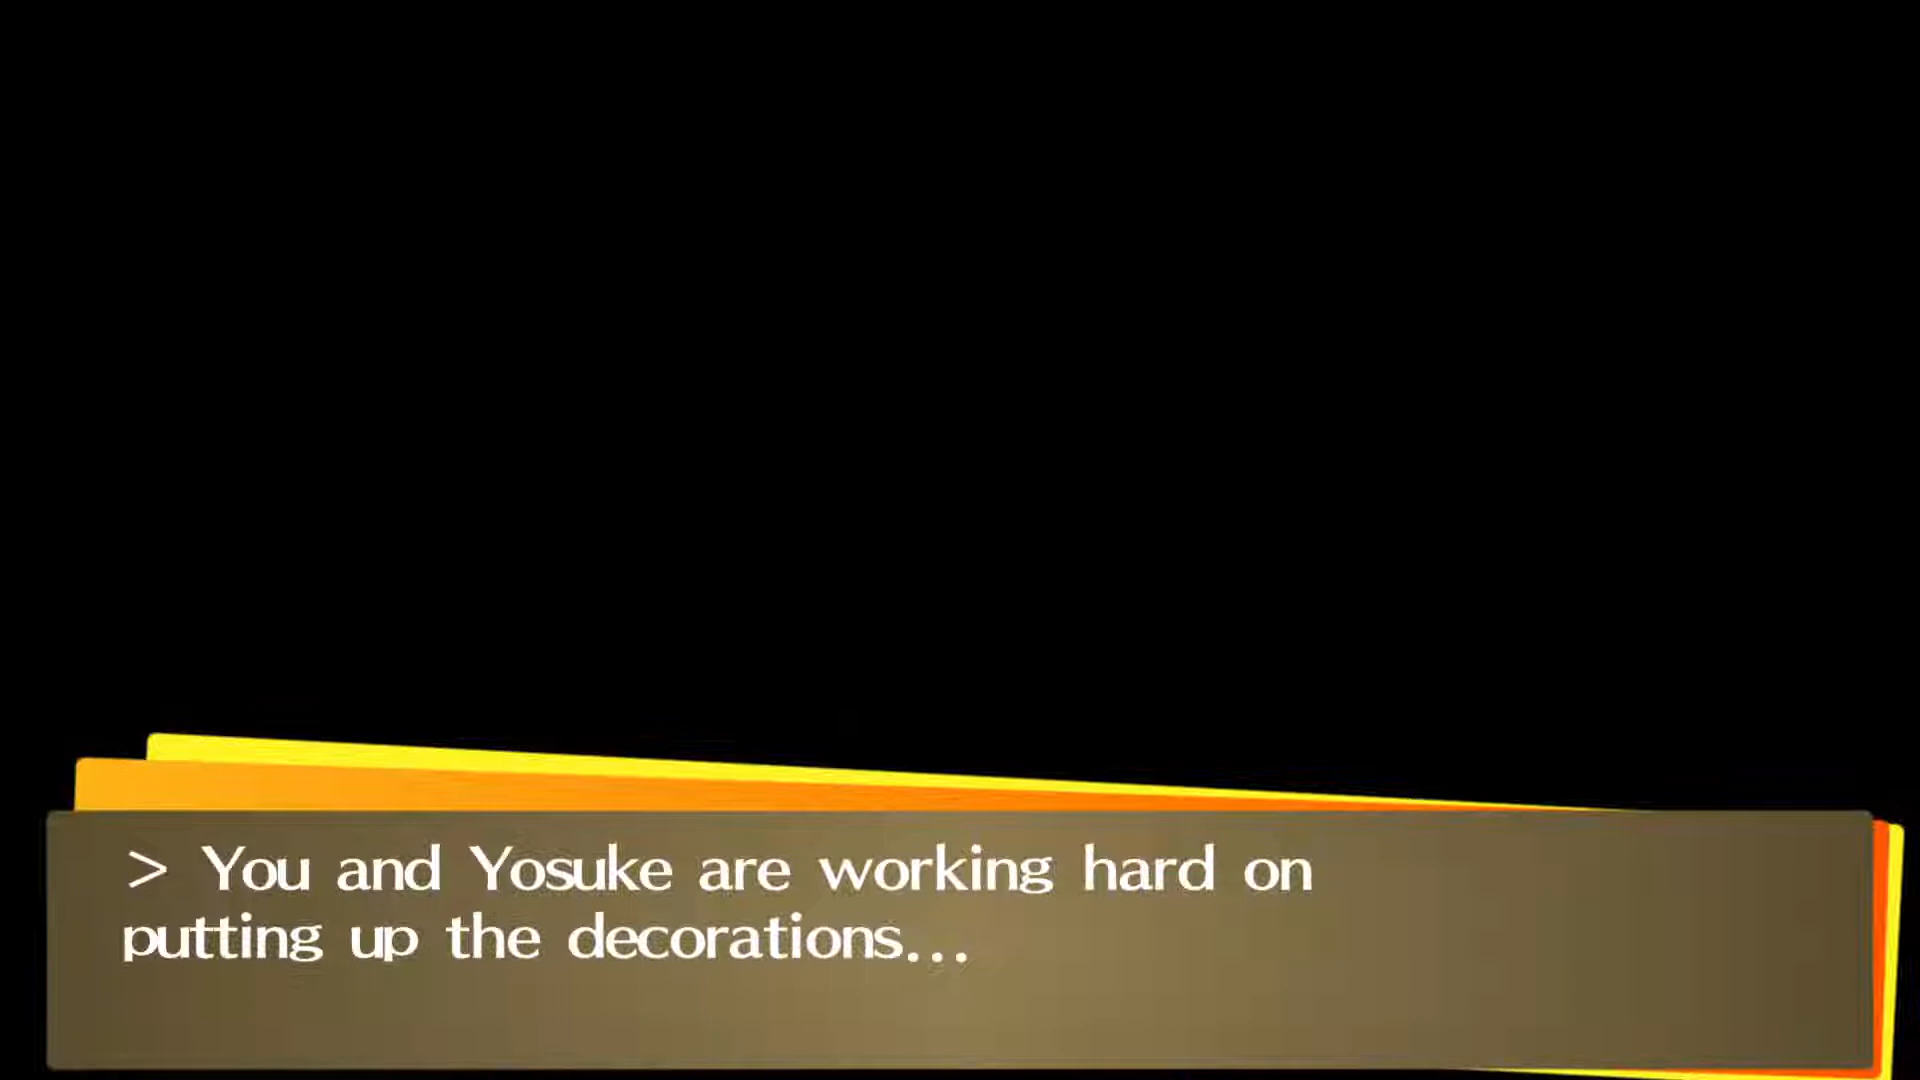 > You and Yosuke are working hard on
putting up the decorations...